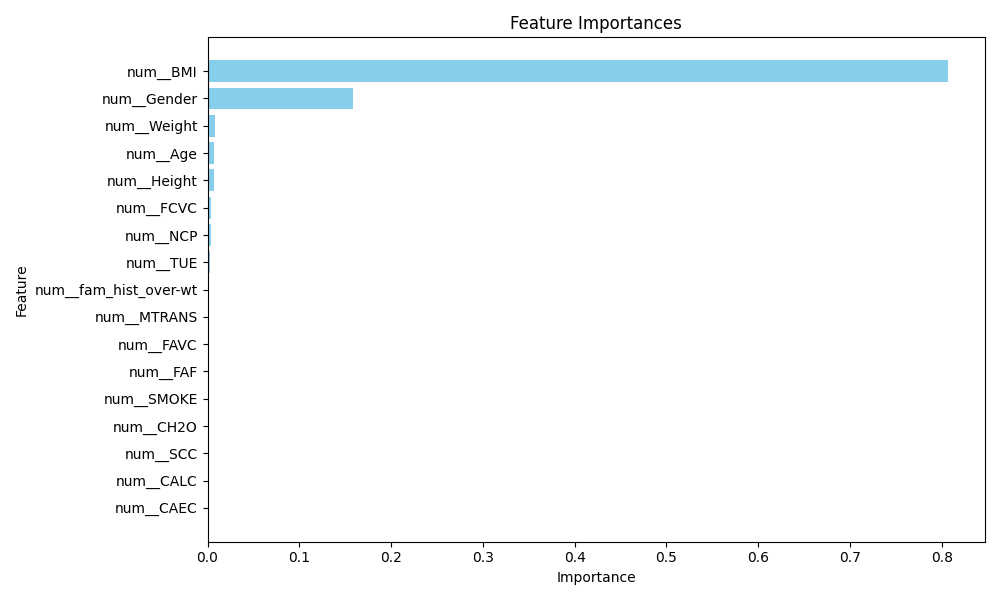 Feature Importances
Feature
num__BMI
num__Gender
num__Weight
num__Age
num__Height
num__FCVC
num__NCP
num__TUE
num__fam_hist_over-wt
num__MTRANS
num__FAVC
num__FAF
num__SMOKE
num__CH2O
num__SCC
num__CALC
num__CAEC
0.0 0.1 0.2 0.3 0.4 0.5 0.6 0.7 0.8
Importance